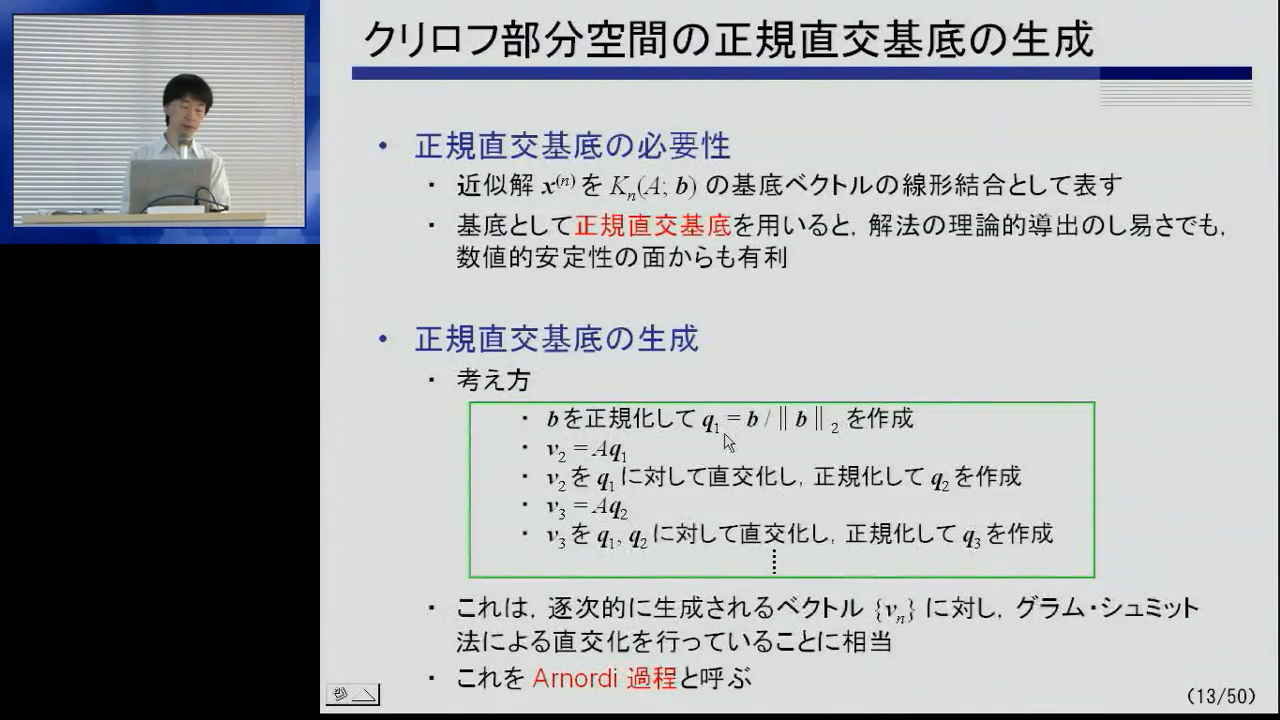 クリロフ部分空間の正規直交基底の生成
• 正規直交基底の必要性
・ 近似解 x⁽ⁿ⁾ を Kₙ(A; b) の基底ベクトルの線形結合として表す
・ 基底として正規直交基底を用いると，解法の理論的導出のし易さでも，
数値的安定性の面からも有利
• 正規直交基底の生成
・ 考え方
・ b を正規化して q₁ = b / ‖ b ‖ ₂ を作成
・ v₂ = Aq₁
・ v₂ を q₁ に対して直交化し，正規化して q₂ を作成
・ v₃ = Aq₂
・ v₃ を q₁, q₂ に対して直交化し，正規化して q₃ を作成
・ これは，逐次的に生成されるベクトル {vₙ} に対し，グラム・シュミット
法による直交化を行っていることに相当
・ これを Arnordi 過程と呼ぶ
(13/50)